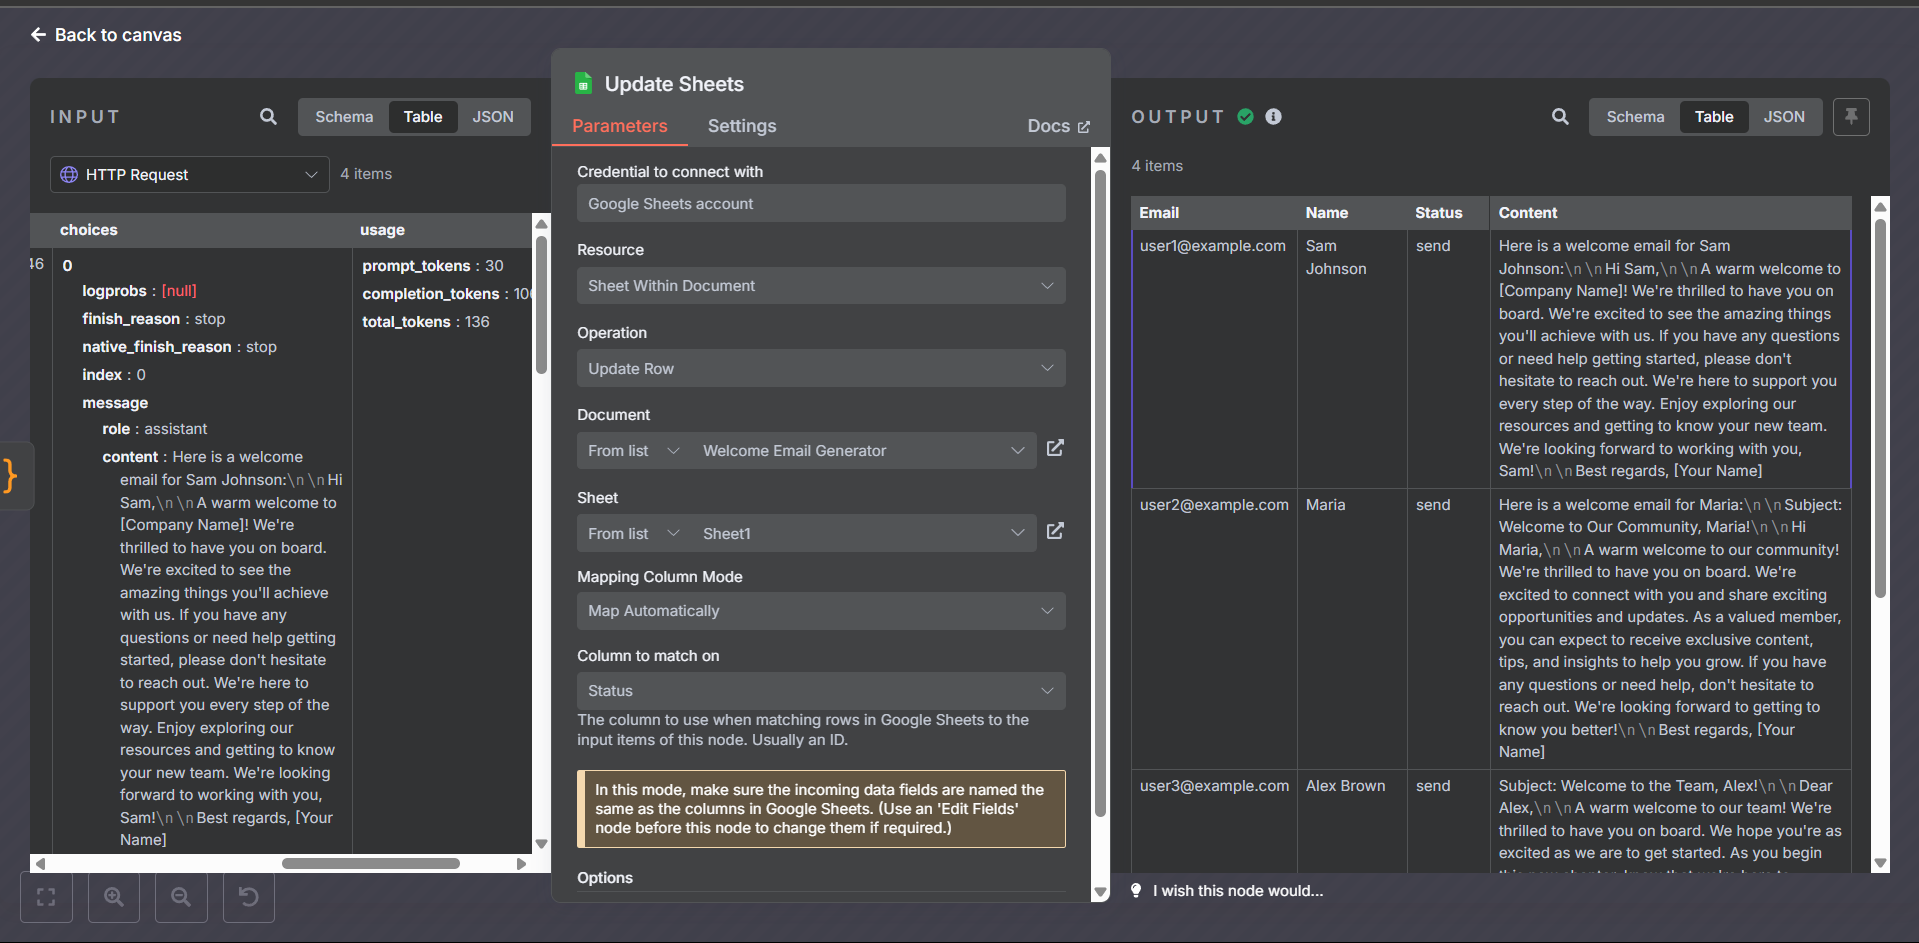 Back to canvas
INPUT
Schema
Table
JSON
HTTP Request
4 items
choices
usage
46
0
logprobs : [null]
finish_reason : stop
native_finish_reason : stop
index : 0
message
role : assistant
content : Here is a welcome
email for Sam Johnson:\n\nHi
Sam,\n\nA warm welcome to
[Company Name]! We're
thrilled to have you on board.
We're excited to see the
amazing things you'll achieve
with us. If you have any
questions or need help getting
started, please don't hesitate
to reach out. We're here to
support you every step of the
way. Enjoy exploring our
resources and getting to know
your new team. We're looking
forward to working with you,
Sam!\n\nBest regards, [Your
Name]
prompt_tokens : 30
completion_tokens : 10
total_tokens : 136
}
Update Sheets
Parameters
Settings
Docs
Credential to connect with
Google Sheets account
Resource
Sheet Within Document
Operation
Update Row
Document
From list
Welcome Email Generator
Sheet
From list
Sheet1
Mapping Column Mode
Map Automatically
Column to match on
Status
The column to use when matching rows in Google Sheets to the
input items of this node. Usually an ID.
In this mode, make sure the incoming data fields are named the
same as the columns in Google Sheets. (Use an 'Edit Fields'
node before this node to change them if required.)
Options
OUTPUT
Schema
Table
JSON
4 items
Email
Name
Status
Content
user1@example.com
Sam
Johnson
send
Here is a welcome email for Sam
Johnson:\n\nHi Sam,\n\nA warm welcome to
[Company Name]! We're thrilled to have you on
board. We're excited to see the amazing things
you'll achieve with us. If you have any questions
or need help getting started, please don't
hesitate to reach out. We're here to support you
every step of the way. Enjoy exploring our
resources and getting to know your new team.
We're looking forward to working with you,
Sam!\n\nBest regards, [Your Name]
user2@example.com
Maria
send
Here is a welcome email for Maria:\n\nSubject:
Welcome to Our Community, Maria!\n\nHi
Maria,\n\nA warm welcome to our community!
We're thrilled to have you on board. We're
excited to connect with you and share exciting
opportunities and updates. As a valued member,
you can expect to receive exclusive content,
tips, and insights to help you grow. If you have
any questions or need help, don't hesitate to
reach out. We're looking forward to getting to
know you better!\n\nBest regards, [Your
Name]
user3@example.com
Alex Brown
send
Subject: Welcome to the Team, Alex!\n\nDear
Alex,\n\nA warm welcome to our team! We're
thrilled to have you on board. We hope you're as
excited as we are to get started. As you begin
I wish this node would...